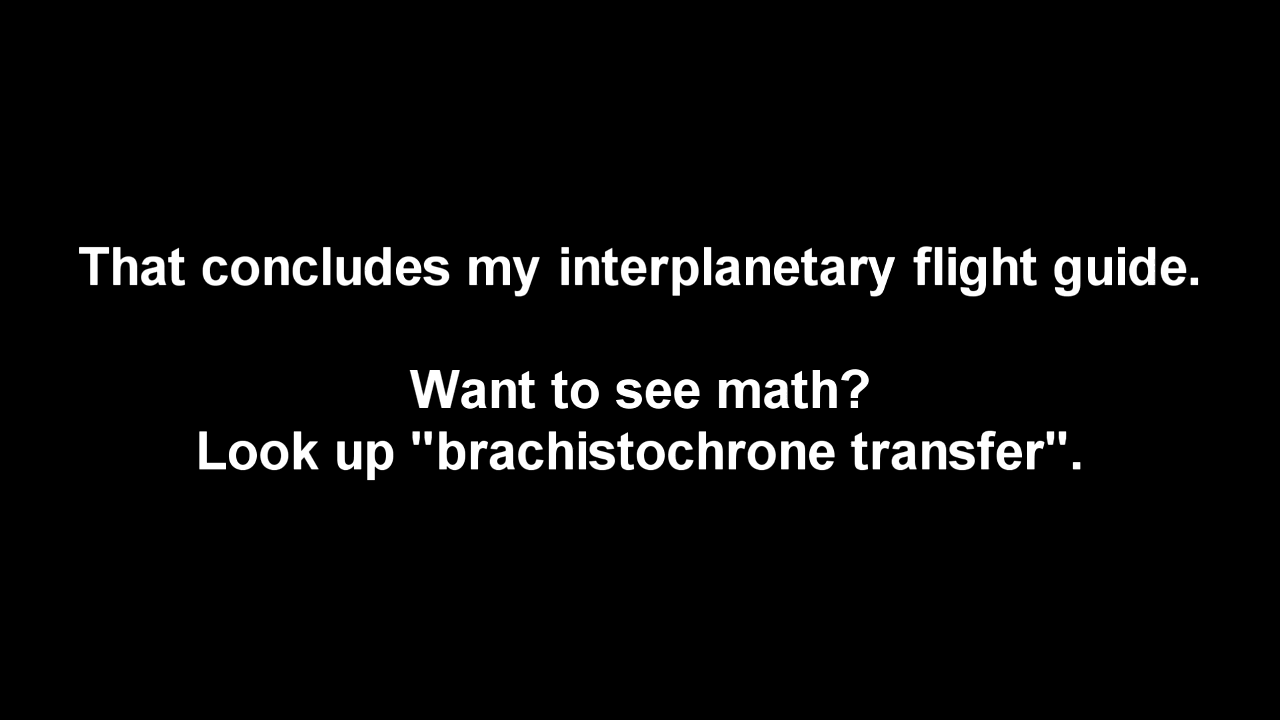 That concludes my interplanetary flight guide.
Want to see math?
Look up "brachistochrone transfer".